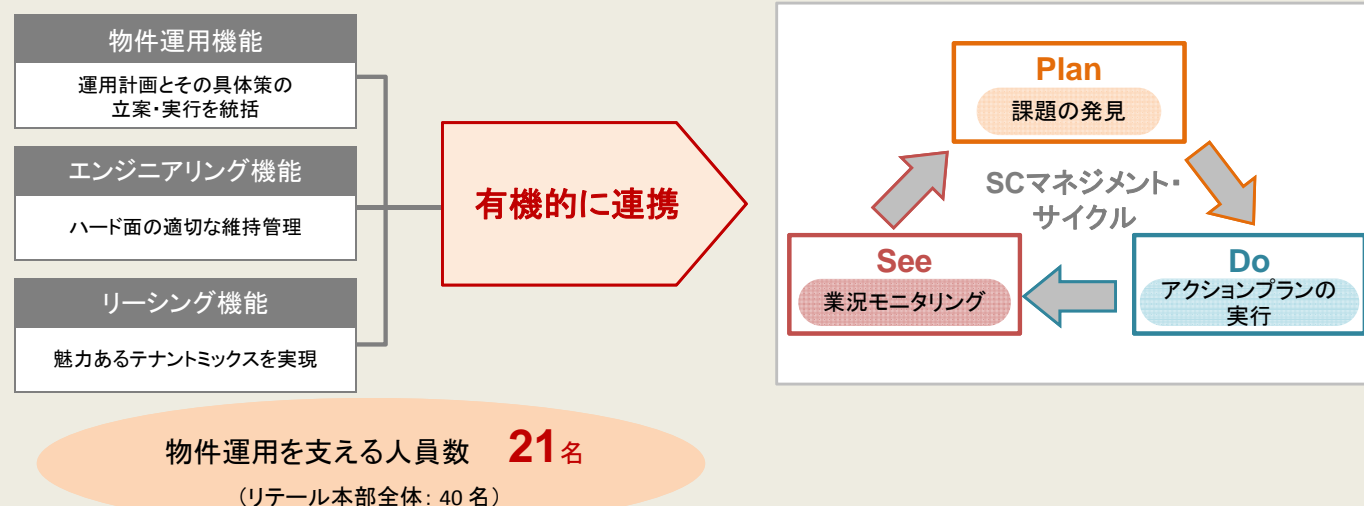 物件運用機能
運用計画とその具体策の
立案・実行を統括
エンジニアリング機能
ハード面の適切な維持管理
リーシング機能
魅力あるテナントミックスを実現
有機的に連携
Plan
課題の発見
SCマネジメント・
サイクル
See
業況モニタリング
Do
アクションプランの
実行
物件運用を支える人員数 21名
（リテール本部全体: 40 名）